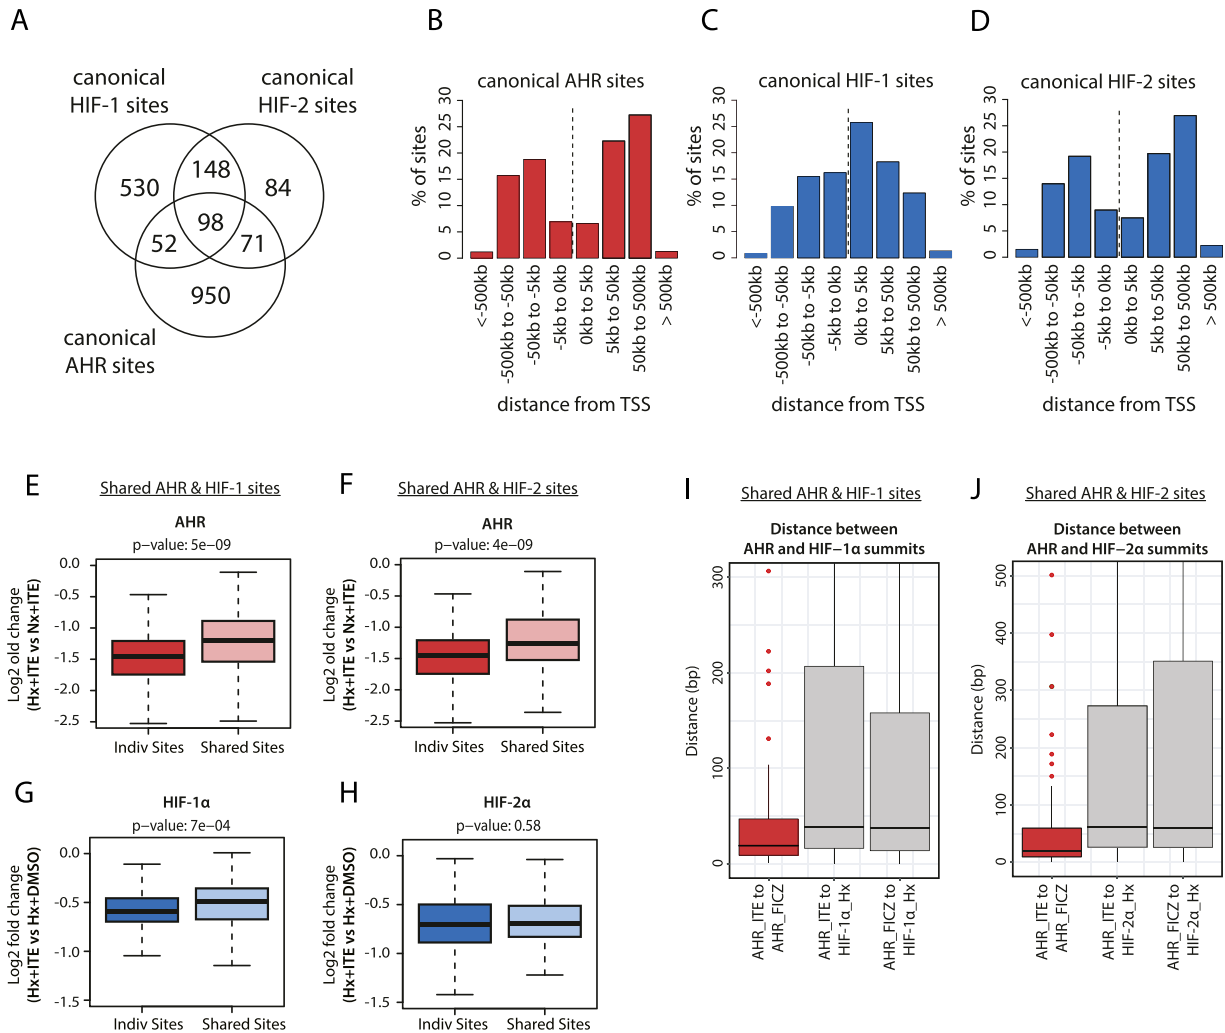 A
canonical
HIF-1 sites
canonical
HIF-2 sites
530
148
84
98
52
71
950
canonical
AHR sites
B
canonical AHR sites
% of sites
30
25
20
15
10
5
0
<-500kb
-500kb to -50kb
-50kb to -5kb
-5kb to 0kb
0kb to 5kb
5kb to 50kb
50kb to 500kb
> 500kb
distance from TSS
C
canonical HIF-1 sites
% of sites
30
25
20
15
10
5
0
<-500kb
-500kb to -50kb
-50kb to -5kb
-5kb to 0kb
0kb to 5kb
5kb to 50kb
50kb to 500kb
> 500kb
distance from TSS
D
canonical HIF-2 sites
% of sites
30
25
20
15
10
5
0
<-500kb
-500kb to -50kb
-50kb to -5kb
-5kb to 0kb
0kb to 5kb
5kb to 50kb
50kb to 500kb
> 500kb
distance from TSS
E
Shared AHR & HIF-1 sites
AHR
p−value: 5e−09
Log2 old change
(Hx+ITE vs Nx+ITE)
0.0
-0.5
-1.0
-1.5
-2.0
-2.5
Indiv Sites
Shared Sites
F
Shared AHR & HIF-2 sites
AHR
p−value: 4e−09
Log2 old change
(Hx+ITE vs Nx+ITE)
0.0
-0.5
-1.0
-1.5
-2.0
-2.5
Indiv Sites
Shared Sites
G
HIF-1α
p-value: 7e−04
Log2 fold change
(Hx+ITE vs Hx+DMSO)
0.0
-0.5
-1.0
-1.5
Indiv Sites
Shared Sites
H
HIF-2α
p-value: 0.58
Log2 fold change
(Hx+ITE vs Hx+DMSO)
0.0
-0.5
-1.0
-1.5
Indiv Sites
Shared Sites
I
Shared AHR & HIF-1 sites
Distance between
AHR and HIF−1α summits
Distance (bp)
300
200
100
0
AHR_ITE to
AHR_FICZ
AHR_ITE to
HIF-1α_Hx
AHR_FICZ to
HIF-1α_Hx
J
Shared AHR & HIF-2 sites
Distance between
AHR and HIF−2α summits
Distance (bp)
500
400
300
200
100
0
AHR_ITE to
AHR_FICZ
AHR_ITE to
HIF-2α_Hx
AHR_FICZ to
HIF-2α_Hx